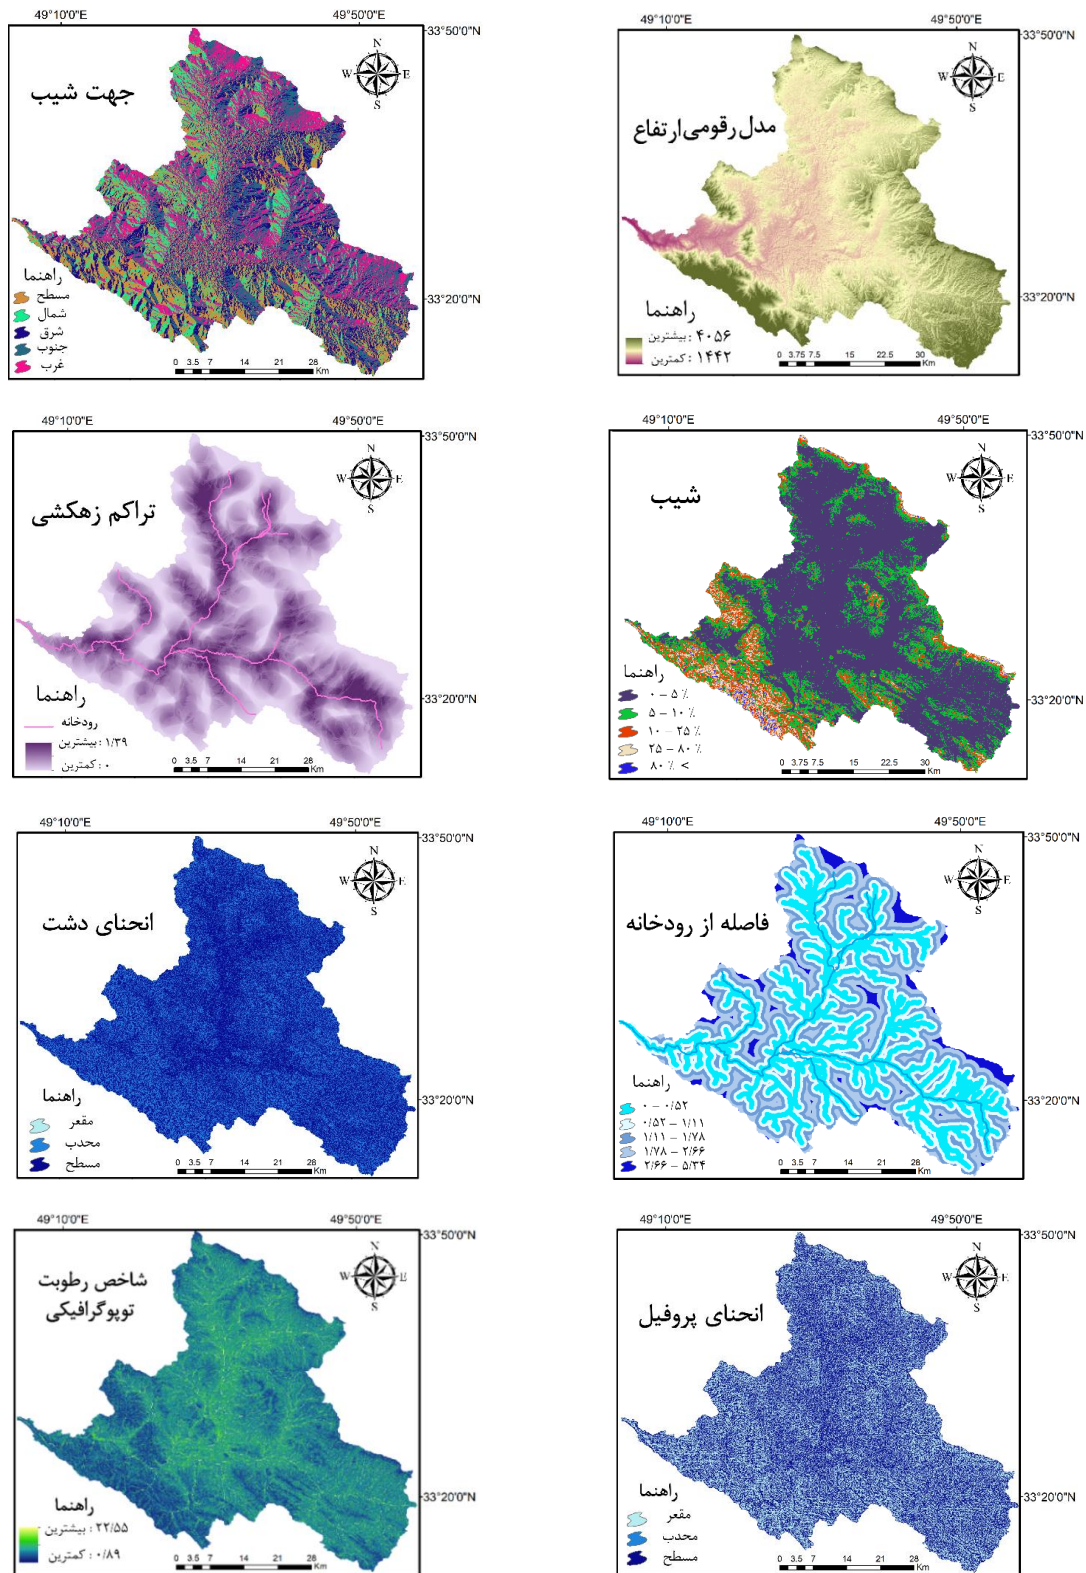 49°10'0"E 49°50'0"E
33°50'0"N
N
W E
S
جهت شیب
راهنما
مسطح
شمال
شرق
جنوب
غرب
33°20'0"N
0 3.5 7 14 21 28
Km
49°10'0"E 49°50'0"E
33°50'0"N
N
W E
S
مدل رقومی ارتفاع
راهنما
بیشترین : ۴۰۵۶
کمترین : ۱۴۴۲
33°20'0"N
0 3.75 7.5 15 22.5 30
Km
49°10'0"E 49°50'0"E
33°50'0"N
N
W E
S
تراکم زهکشی
راهنما
رودخانه
بیشترین : ۱/۳۹
کمترین : ۰
33°20'0"N
0 3.5 7 14 21 28
Km
49°10'0"E 49°50'0"E
33°50'0"N
N
W E
S
شیب
راهنما
۰ – ۵ ٪
۵ – ۱۰ ٪
۱۰ – ۲۵ ٪
۲۵ – ۸۰ ٪
۸۰ ٪ <
33°20'0"N
0 3.75 7.5 15 22.5 30
Km
49°10'0"E 49°50'0"E
33°50'0"N
N
W E
S
انحنای دشت
راهنما
مقعر
محدب
مسطح
33°20'0"N
0 3.5 7 14 21 28
Km
49°10'0"E 49°50'0"E
33°50'0"N
N
W E
S
فاصله از رودخانه
راهنما
۰ – ۰/۵۲
۰/۵۲ – ۱/۱۱
۱/۱۱ – ۱/۷۸
۱/۷۸ – ۲/۶۶
۲/۶۶ – ۵/۳۴
33°20'0"N
0 3.5 7 14 21 28
Km
49°10'0"E 49°50'0"E
33°50'0"N
N
W E
S
شاخص رطوبت
توپوگرافیکی
راهنما
بیشترین : ۲۲/۵۵
کمترین : ۰/۸۹
33°20'0"N
0 3.5 7 14 21 28
Km
49°10'0"E 49°50'0"E
33°50'0"N
N
W E
S
انحنای پروفیل
راهنما
مقعر
محدب
مسطح
33°20'0"N
0 3.5 7 14 21 28
Km